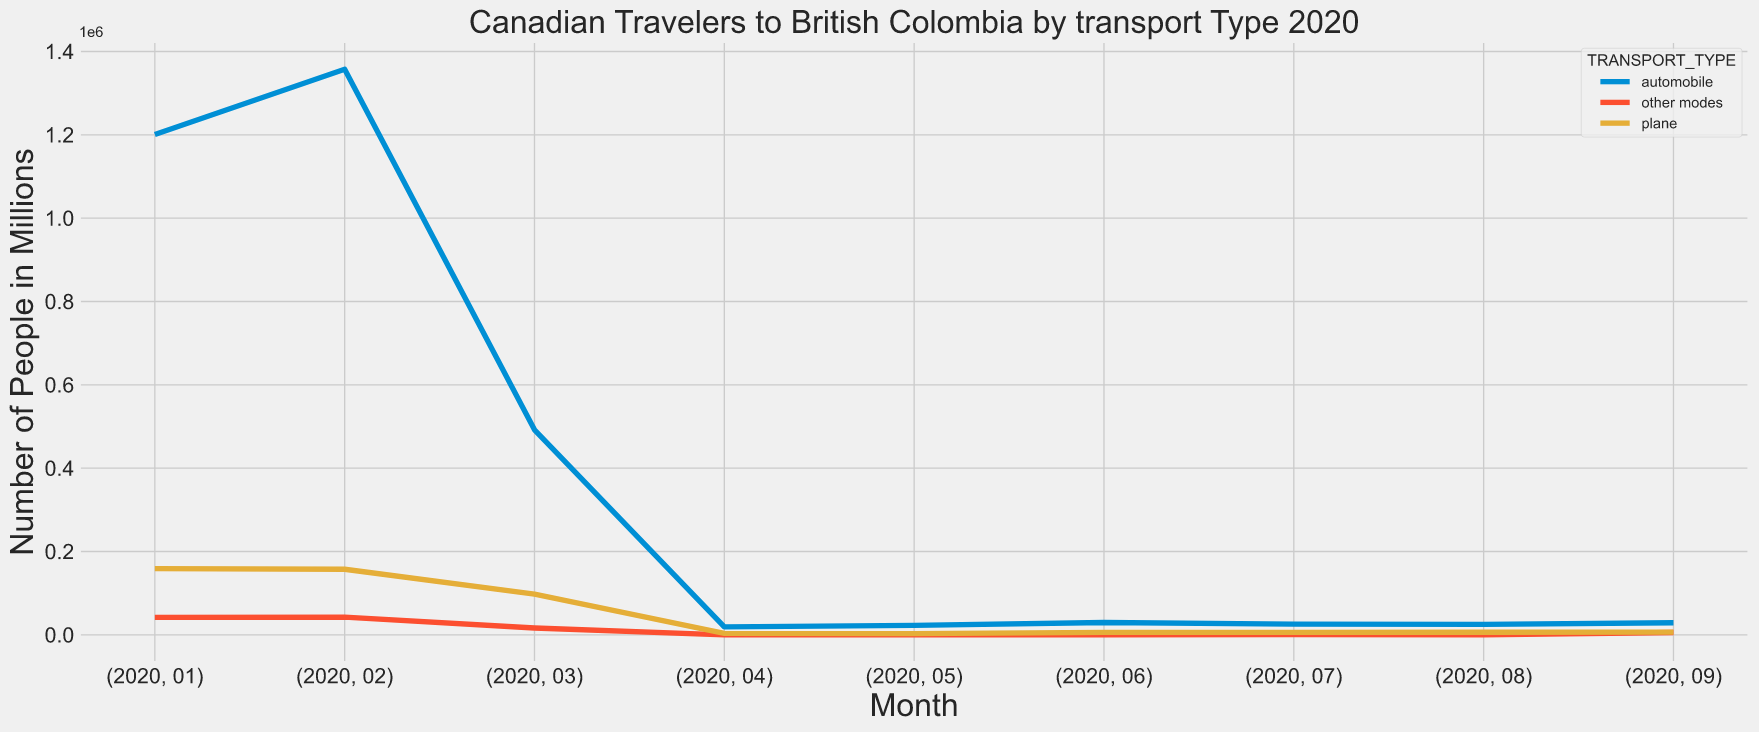 Canadian Travelers to British Colombia by transport Type 2020
1e6
1.4
1.2
1.0
0.8
0.6
0.4
0.2
0.0
Number of People in Millions
TRANSPORT_TYPE
automobile
other modes
plane
(2020, 01) (2020, 02) (2020, 03) (2020, 04) (2020, 05) (2020, 06) (2020, 07) (2020, 08) (2020, 09)
Month